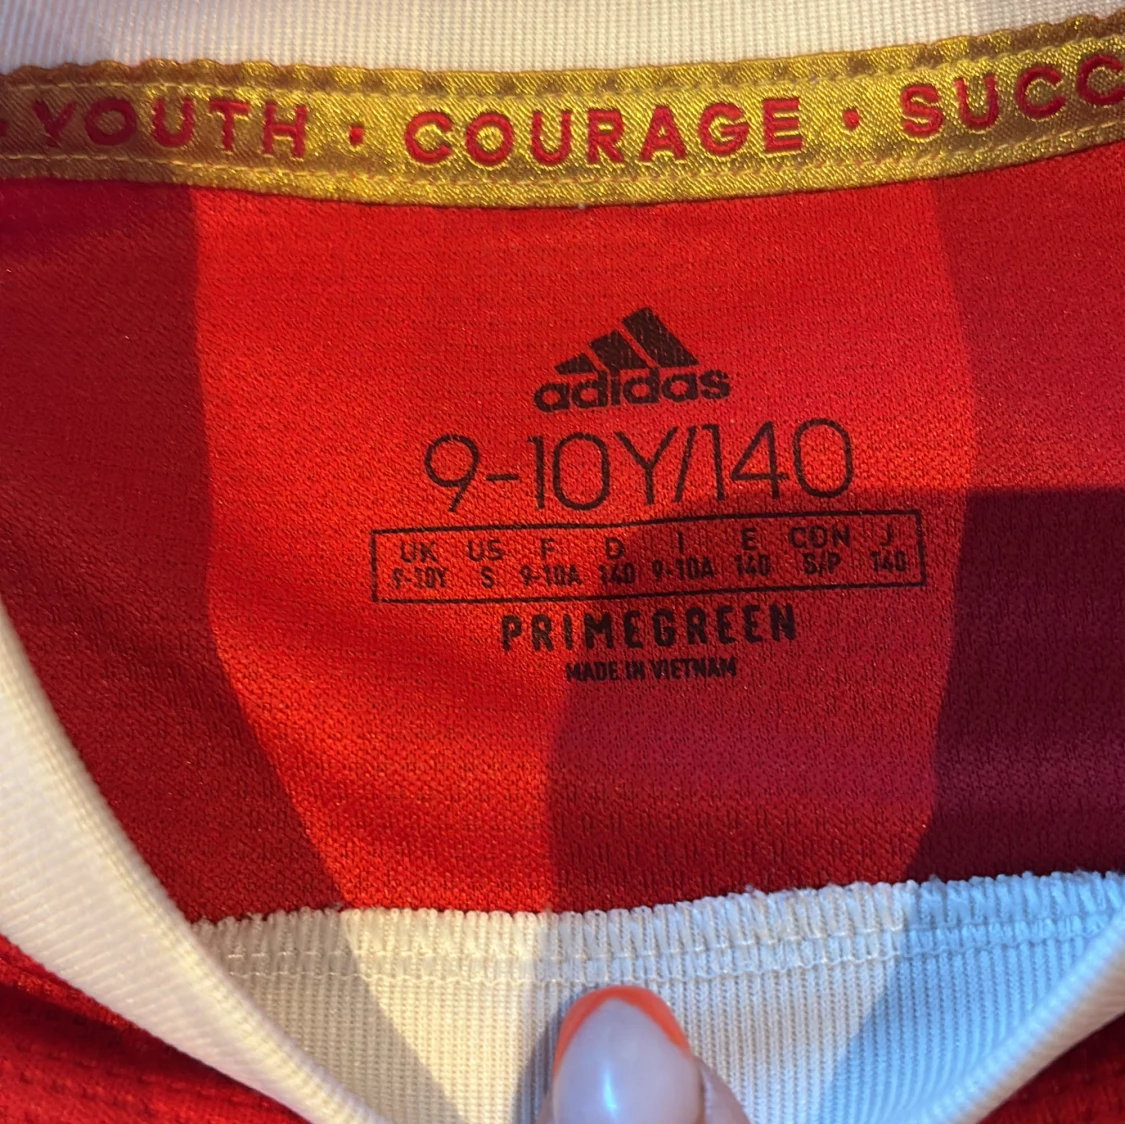 YOUTH · COURAGE · SUCC
adidas
9-10Y/140
UK US F D I E CON J
9-10Y S 9-10A 140 9-10A 140 S/P 140
PRIMEGREEN
MADE IN VIETNAM